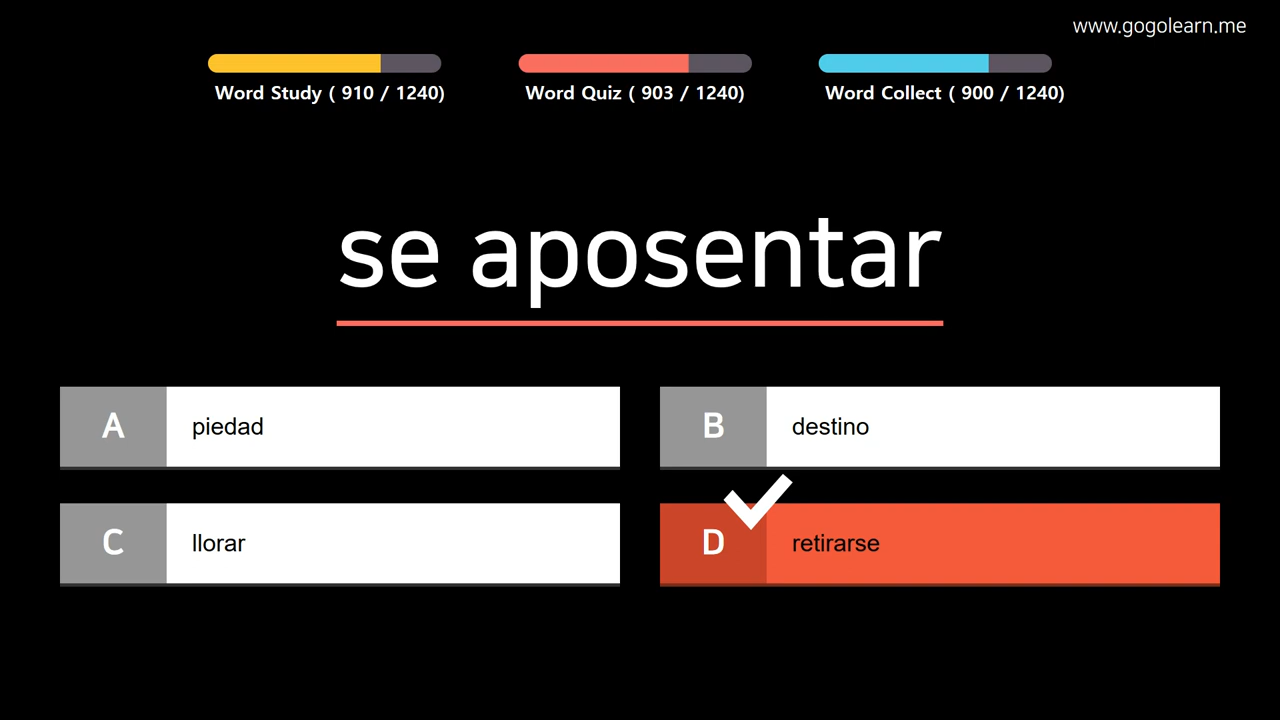 www.gogolearn.me
Word Study ( 910 / 1240)
Word Quiz ( 903 / 1240)
Word Collect ( 900 / 1240)
se aposentar
A piedad
B destino
C llorar
D retirarse